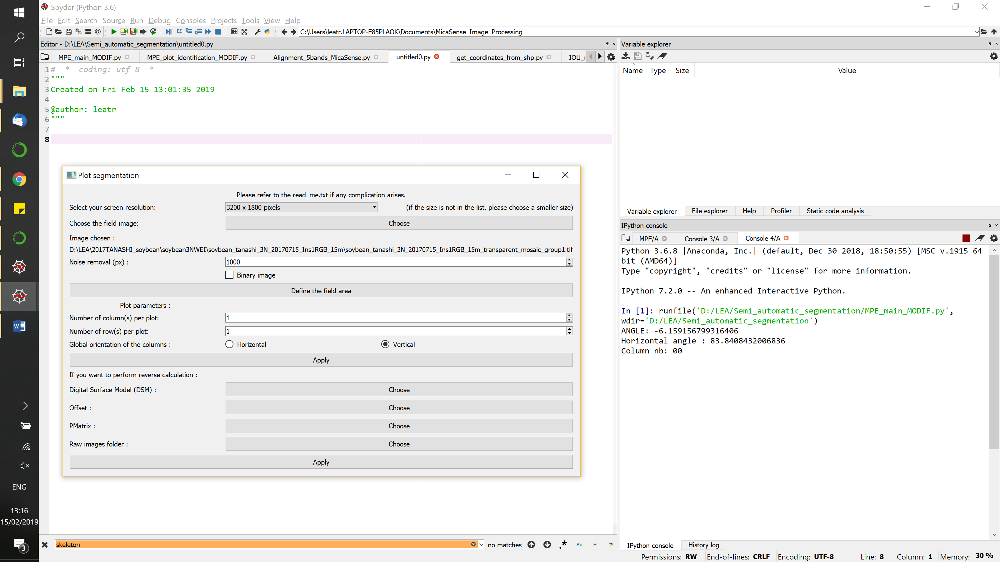 Spyder (Python 3.6)
File Edit Search Source Run Debug Consoles Projects Tools View Help
C:\Users\leatr.LAPTOP-E85PLAOK\Documents\MicaSense_Image_Processing
Editor - D:\LEA\Semi_automatic_segmentation\untitled0.py
MPE_main_MODIF.py MPE_plot_identification_MODIF.py Alignment_5bands_MicaSense.py untitled0.py get_coordinates_from_shp.py
1 # -*- coding: utf-8 -*-
2 """
3 Created on Fri Feb 15 13:01:35 2019
4
5 @author: leatr
6 """
7
8
Plot segmentation
Please refer to the read_me.txt if any complication arises.
Select your screen resolution: 3200 x 1800 pixels (if the size is not in the list, please choose a smaller size)
Choose the field image: Choose
Image chosen :
D:\LEA\2017TANASHI_soybean\soybean3NWEI\soybean_tanashi_3N_20170715_Ins1RGB_15m\soybean_tanashi_3N_20170715_Ins1RGB_15m_transparent_mosaic_group1.tif
Noise removal (px) : 1000
Binary image
Define the field area
Plot parameters :
Number of column(s) per plot: 1
Number of row(s) per plot: 1
Global orientation of the columns : Horizontal Vertical
Apply
If you want to perform reverse calculation :
Digital Surface Model (DSM) : Choose
Offset : Choose
PMatrix : Choose
Raw images folder : Choose
Apply
skeleton no matches .* Aa
Variable explorer
Name Type Size Value
Variable explorer File explorer Help Profiler Static code analysis
IPython console
MPE/A Console 3/A Console 4/A
Python 3.6.8 |Anaconda, Inc.| (default, Dec 30 2018, 18:50:55) [MSC v.1915 64
bit (AMD64)]
Type "copyright", "credits" or "license" for more information.
IPython 7.2.0 -- An enhanced Interactive Python.
In [1]: runfile('D:/LEA/Semi_automatic_segmentation/MPE_main_MODIF.py',
wdir='D:/LEA/Semi_automatic_segmentation')
ANGLE: -6.159156799316406
Horizontal angle : 83.8408432006836
Column nb: 00
IPython console History log
Permissions: RW End-of-lines: CRLF Encoding: UTF-8 Line: 8 Column: 1 Memory: 30 %
ENG
13:16
15/02/2019
3